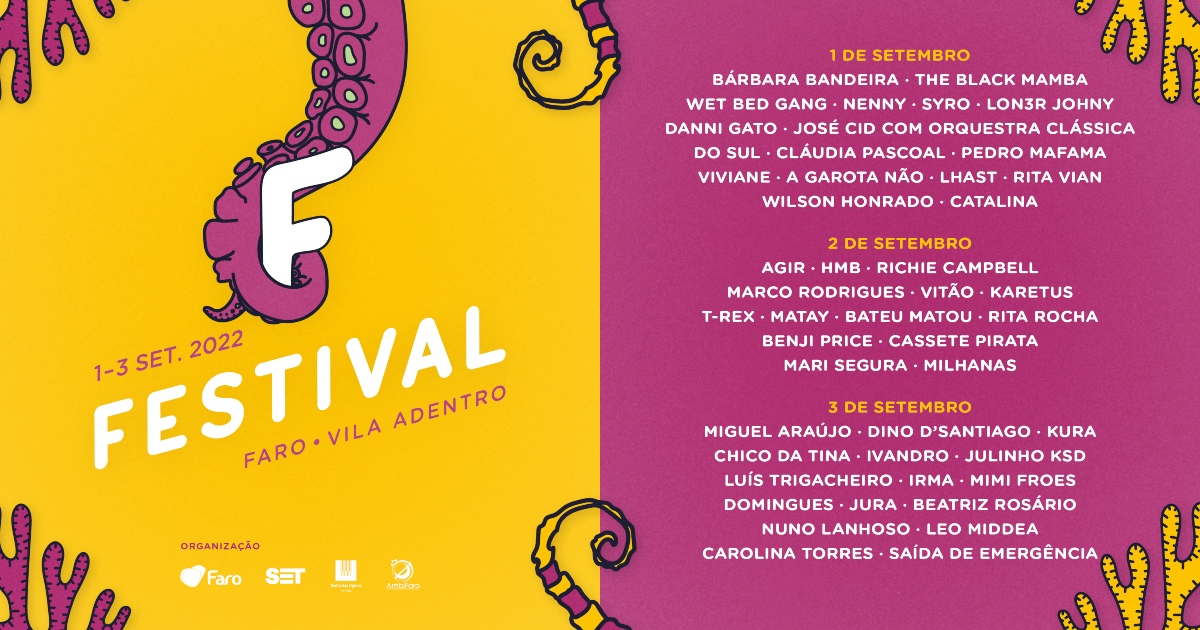 F
1–3 SET. 2022
FESTIVAL
FARO • VILA ADENTRO
ORGANIZAÇÃO
Faro
SET
AmbiFaro
1 DE SETEMBRO
BÁRBARA BANDEIRA · THE BLACK MAMBA
WET BED GANG · NENNY · SYRO · LON3R JOHNY
DANNI GATO · JOSÉ CID COM ORQUESTRA CLÁSSICA
DO SUL · CLÁUDIA PASCOAL · PEDRO MAFAMA
VIVIANE · A GAROTA NÃO · LHAST · RITA VIAN
WILSON HONRADO · CATALINA
2 DE SETEMBRO
AGIR · HMB · RICHIE CAMPBELL
MARCO RODRIGUES · VITÃO · KARETUS
T-REX · MATAY · BATEU MATOU · RITA ROCHA
BENJI PRICE · CASSETE PIRATA
MARI SEGURA · MILHANAS
3 DE SETEMBRO
MIGUEL ARAÚJO · DINO D'SANTIAGO · KURA
CHICO DA TINA · IVANDRO · JULINHO KSD
LUÍS TRIGACHEIRO · IRMA · MIMI FROES
DOMINGUES · JURA · BEATRIZ ROSÁRIO
NUNO LANHOSO · LEO MIDDEA
CAROLINA TORRES · SAÍDA DE EMERGÊNCIA